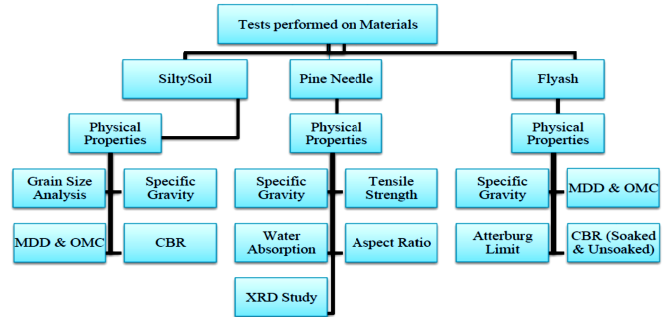 Tests performed on Materials
SiltySoil
Pine Needle
Flyash
Physical
Properties
Physical
Properties
Physical
Properties
Grain Size
Analysis
Specific
Gravity
Specific
Gravity
Tensile
Strength
Specific
Gravity
MDD & OMC
MDD & OMC
CBR
Water
Absorption
Aspect Ratio
Atterburg
Limit
CBR (Soaked
& Unsoaked)
XRD Study